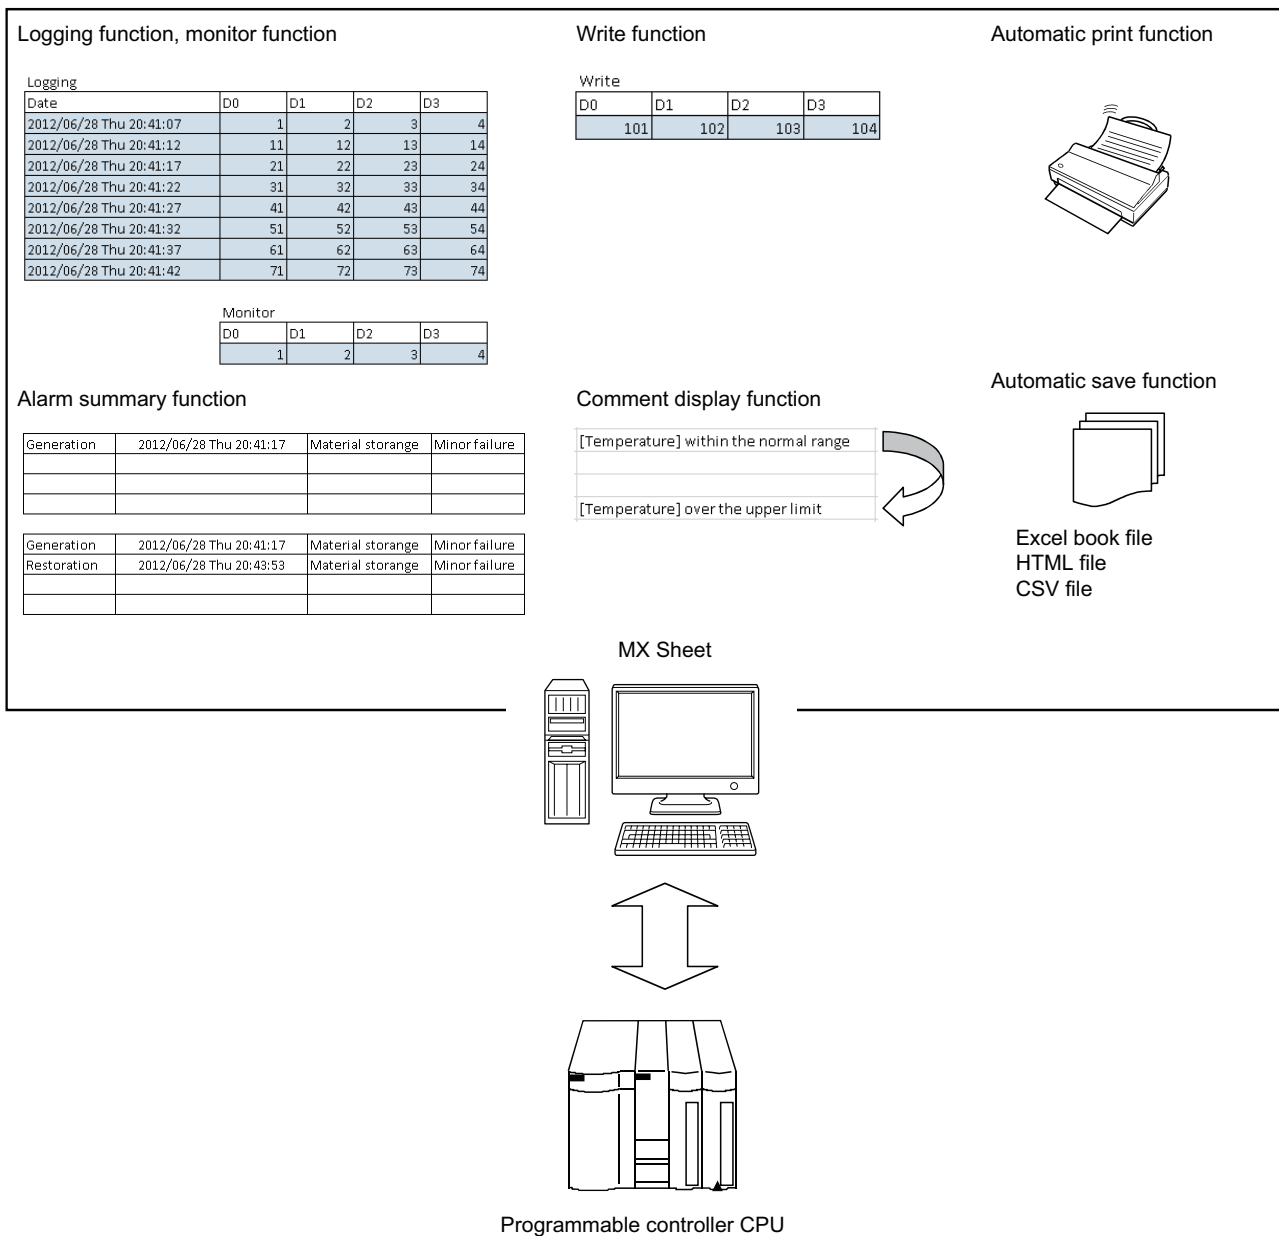 Logging function, monitor function
Logging
Date D0 D1 D2 D3
2012/06/28 Thu 20:41:07 1 2 3 4
2012/06/28 Thu 20:41:12 11 12 13 14
2012/06/28 Thu 20:41:17 21 22 23 24
2012/06/28 Thu 20:41:22 31 32 33 34
2012/06/28 Thu 20:41:27 41 42 43 44
2012/06/28 Thu 20:41:32 51 52 53 54
2012/06/28 Thu 20:41:37 61 62 63 64
2012/06/28 Thu 20:41:42 71 72 73 74
Monitor
D0 D1 D2 D3
1 2 3 4
Write function
Write
D0 D1 D2 D3
101 102 103 104
Automatic print function
Alarm summary function
Generation 2012/06/28 Thu 20:41:17 Material storange Minor failure
Generation 2012/06/28 Thu 20:41:17 Material storange Minor failure
Restoration 2012/06/28 Thu 20:43:53 Material storange Minor failure
Comment display function
[Temperature] within the normal range
[Temperature] over the upper limit
Automatic save function
Excel book file
HTML file
CSV file
MX Sheet
Programmable controller CPU